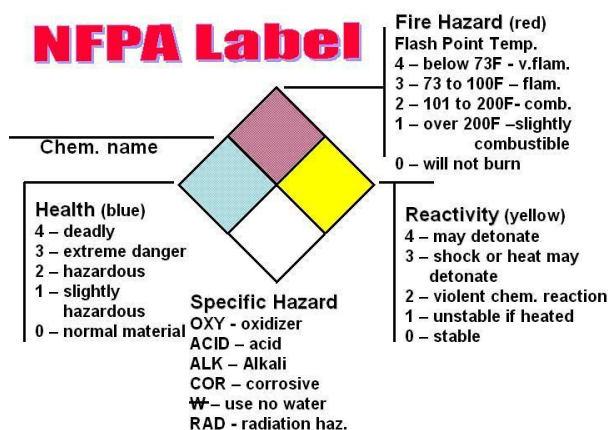 NFPA Label
Fire Hazard (red)
Flash Point Temp.
4 – below 73F - v.flam.
3 – 73 to 100F – flam.
2 – 101 to 200F- comb.
1 – over 200F –slightly
combustible
0 – will not burn
Chem. name
Health (blue)
4 – deadly
3 – extreme danger
2 – hazardous
1 – slightly
hazardous
0 – normal material
Specific Hazard
OXY - oxidizer
ACID – acid
ALK – Alkali
COR – corrosive
W – use no water
RAD - radiation haz.
Reactivity (yellow)
4 – may detonate
3 – shock or heat may
detonate
2 – violent chem. reaction
1 – unstable if heated
0 – stable